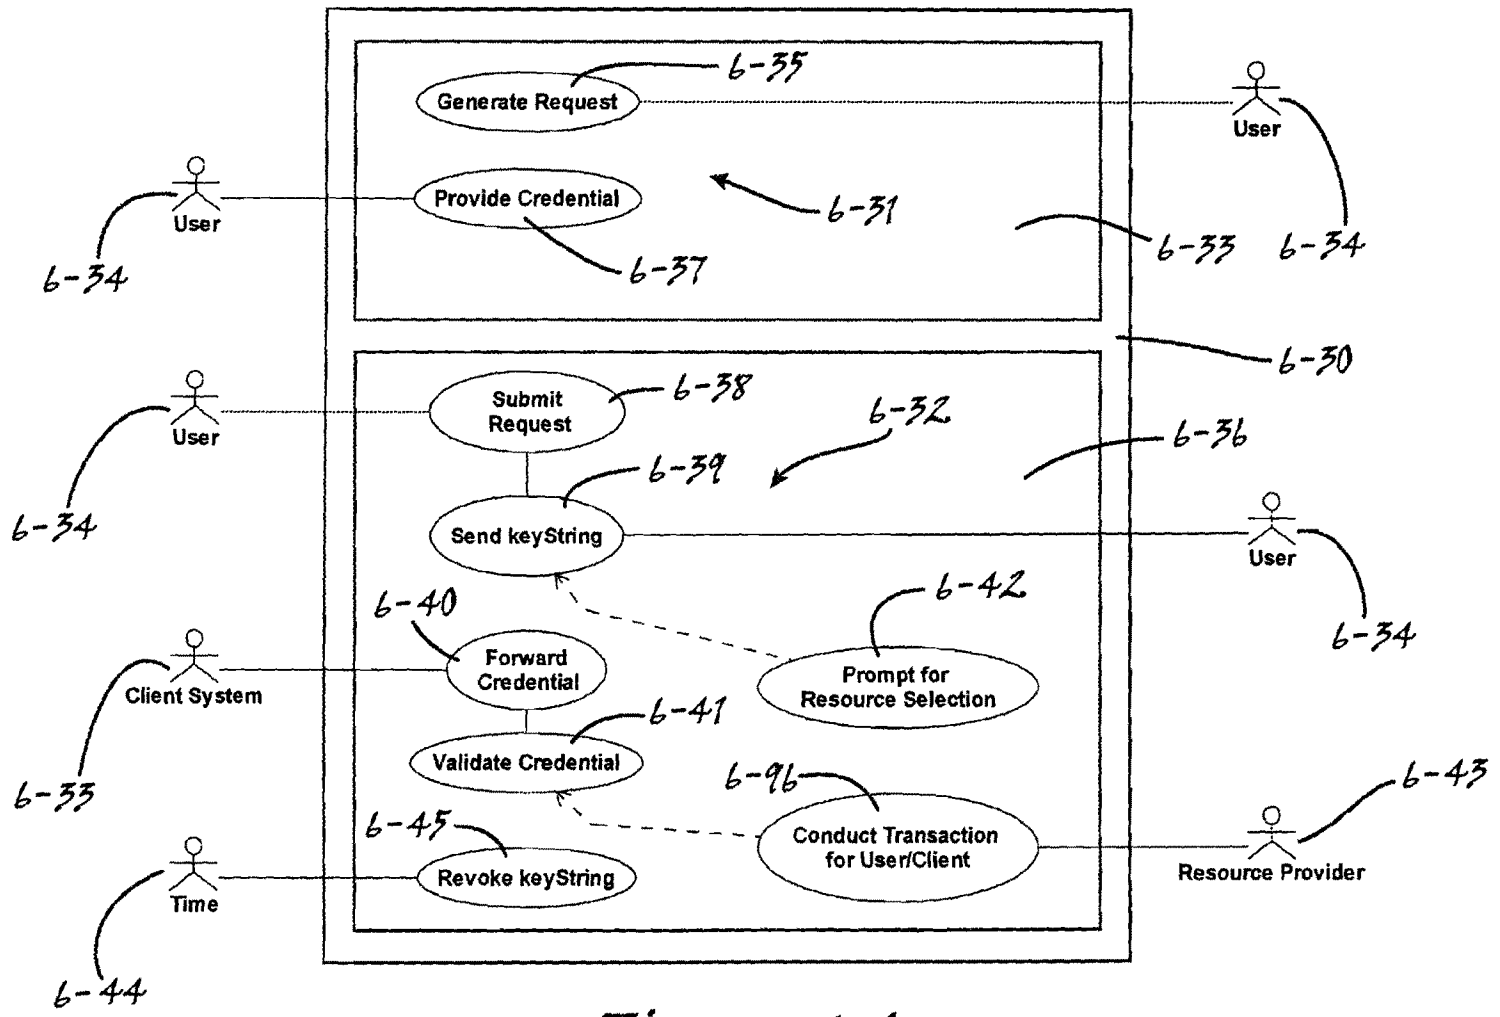 6-35
Generate Request
User
Provide Credential
6-31
User
6-37
6-33
6-34
6-34
6-30
Submit
Request
6-38
6-32
User
6-36
6-39
6-34
Send keyString
User
6-42
6-40
6-34
Forward
Credential
Prompt for
Resource Selection
Client System
6-41
Validate Credential
6-96
6-43
6-33
6-45
Conduct Transaction
for User/Client
Revoke keyString
Resource Provider
Time
6-44